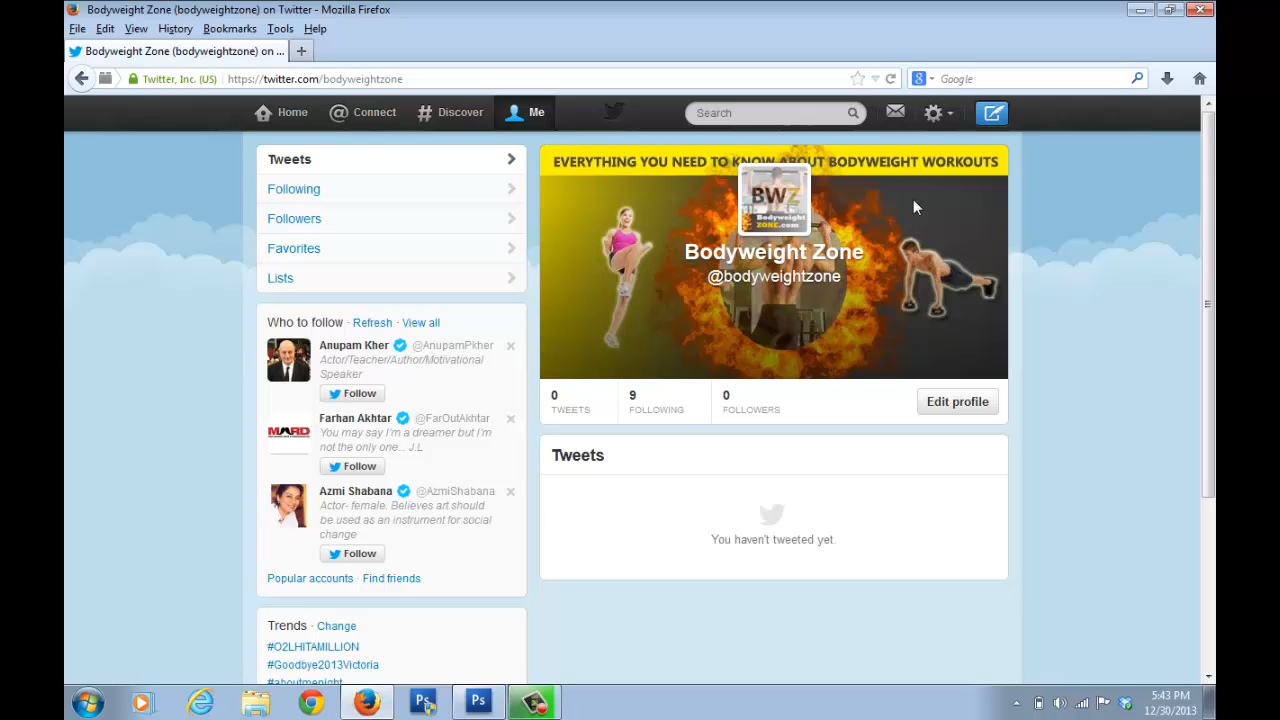 Bodyweight Zone (bodyweightzone) on Twitter - Mozilla Firefox
File Edit View History Bookmarks Tools Help
Bodyweight Zone (bodyweightzone) on ...
Twitter, Inc. (US) https://twitter.com/bodyweightzone
Google
Home Connect Discover Me
Search
Tweets
Following
Followers
Favorites
Lists
EVERYTHING YOU NEED TO KNOW ABOUT BODYWEIGHT WORKOUTS
BWZ
Bodyweight
ZONE.com
Bodyweight Zone
@bodyweightzone
0 9 0
TWEETS FOLLOWING FOLLOWERS
Edit profile
Tweets
You haven't tweeted yet.
Who to follow · Refresh · View all
Anupam Kher @AnupamPkher
Actor/Teacher/Author/Motivational
Speaker
Follow
MARD
Farhan Akhtar @FarOutAkhtar
You may say I'm a dreamer but I'm
not the only one... J.L
Follow
Azmi Shabana @AzmiShabana
Actor- female. Believes art should
be used as an instrument for social
change
Follow
Popular accounts · Find friends
Trends · Change
#O2LHITAMILLION
#Goodbye2013Victoria
#aboutmenight
Ps
Ps
5:43 PM
12/30/2013